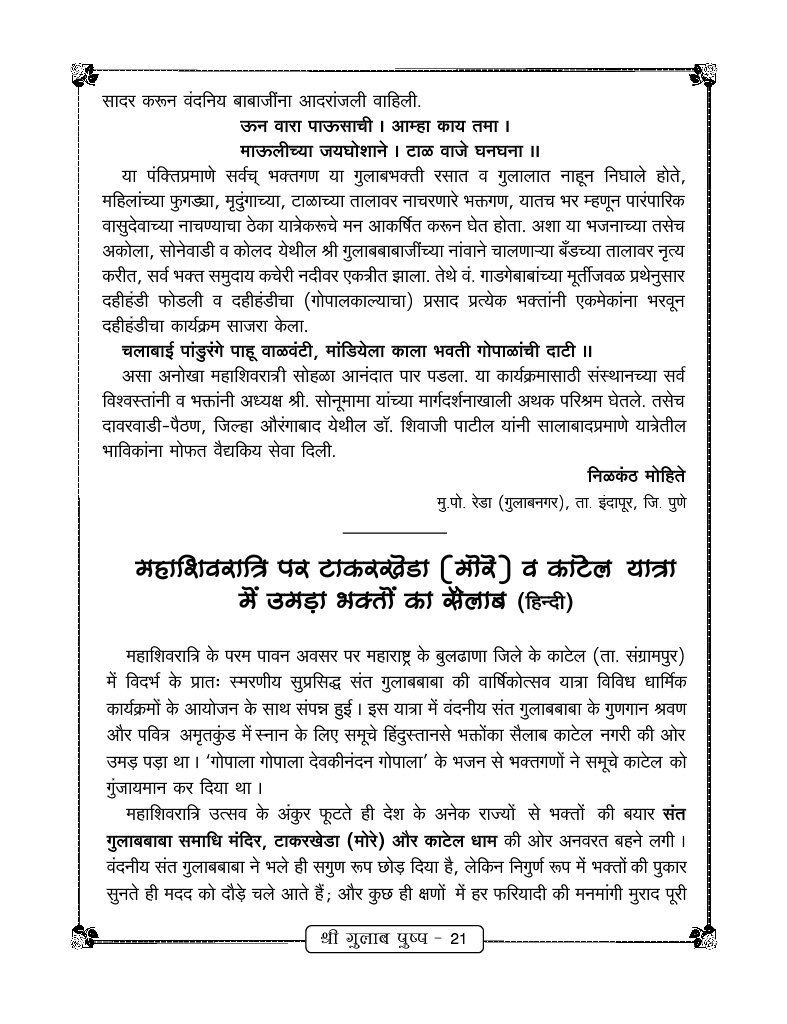 सादर करून वंदनिय बाबाजींना आदरांजली वाहिली.
ऊन वारा पाऊसाची । आम्हा काय तमा ।
माऊलीच्या जयघोशाने । टाळ वाजे घनघना ॥
या पंक्तिप्रमाणे सर्वच् भक्तगण या गुलाबभक्ती रसात व गुलालात नाहून निघाले होते,
महिलांच्या फुगड्या, मृदुंगाच्या, टाळाच्या तालावर नाचरणारे भक्तगण, यातच भर म्हणून पारंपारिक
वासुदेवाच्या नाचण्याचा ठेका यात्रेकरूचे मन आकर्षित करून घेत होता. अशा या भजनाच्या तसेच
अकोला, सोनेवाडी व कोलद येथील श्री गुलाबबाबाजींच्या नांवाने चालणाऱ्या बँडच्या तालावर नृत्य
करीत, सर्व भक्त समुदाय कचेरी नदीवर एकत्रीत झाला. तेथे वं. गाडगेबाबांच्या मूर्तीजवळ प्रथेनुसार
दहीहंडी फोडली व दहीहंडीचा (गोपालकाल्याचा) प्रसाद प्रत्येक भक्तांनी एकमेकांना भरवून
दहीहंडीचा कार्यक्रम साजरा केला.
चलाबाई पांडुरंगे पाहू वाळवंटी, मांडियेला काला भवती गोपाळांची दाटी ॥
असा अनोखा महाशिवरात्री सोहळा आनंदात पार पडला. या कार्यक्रमासाठी संस्थानच्या सर्व
विश्वस्तांनी व भक्तांनी अध्यक्ष श्री. सोनूमामा यांच्या मार्गदर्शनाखाली अथक परिश्रम घेतले. तसेच
दावरवाडी-पैठण, जिल्हा औरंगाबाद येथील डॉ. शिवाजी पाटील यांनी सालाबादप्रमाणे यात्रेतील
भाविकांना मोफत वैद्यकिय सेवा दिली.
निळकंठ मोहिते
मु.पो. रेडा (गुलाबनगर), ता. इंदापूर, जि. पुणे
महाशिवरात्रि पर टाकरखेडा (मोरे) व काटेल यात्रा
में उमड़ा भक्तों का सैलाब (हिन्दी)
महाशिवरात्रि के परम पावन अवसर पर महाराष्ट्र के बुलढाणा जिले के काटेल (ता. संग्रामपुर)
में विदर्भ के प्रातः स्मरणीय सुप्रसिद्ध संत गुलाबबाबा की वार्षिकोत्सव यात्रा विविध धार्मिक
कार्यक्रमों के आयोजन के साथ संपन्न हुई । इस यात्रा में वंदनीय संत गुलाबबाबा के गुणगान श्रवण
और पवित्र अमृतकुंड में स्नान के लिए समूचे हिंदुस्तानसे भक्तोंका सैलाब काटेल नगरी की ओर
उमड़ पड़ा था । ‘गोपाला गोपाला देवकीनंदन गोपाला’ के भजन से भक्तगणों ने समूचे काटेल को
गुंजायमान कर दिया था ।
महाशिवरात्रि उत्सव के अंकुर फूटते ही देश के अनेक राज्यों से भक्तों की बयार संत
गुलाबबाबा समाधि मंदिर, टाकरखेडा (मोरे) और काटेल धाम की ओर अनवरत बहने लगी ।
वंदनीय संत गुलाबबाबा ने भले ही सगुण रूप छोड़ दिया है, लेकिन निगुर्ण रूप में भक्तों की पुकार
सुनते ही मदद को दौड़े चले आते हैं; और कुछ ही क्षणों में हर फरियादी की मनमांगी मुराद पूरी
श्री गुलाब पुष्प - 21